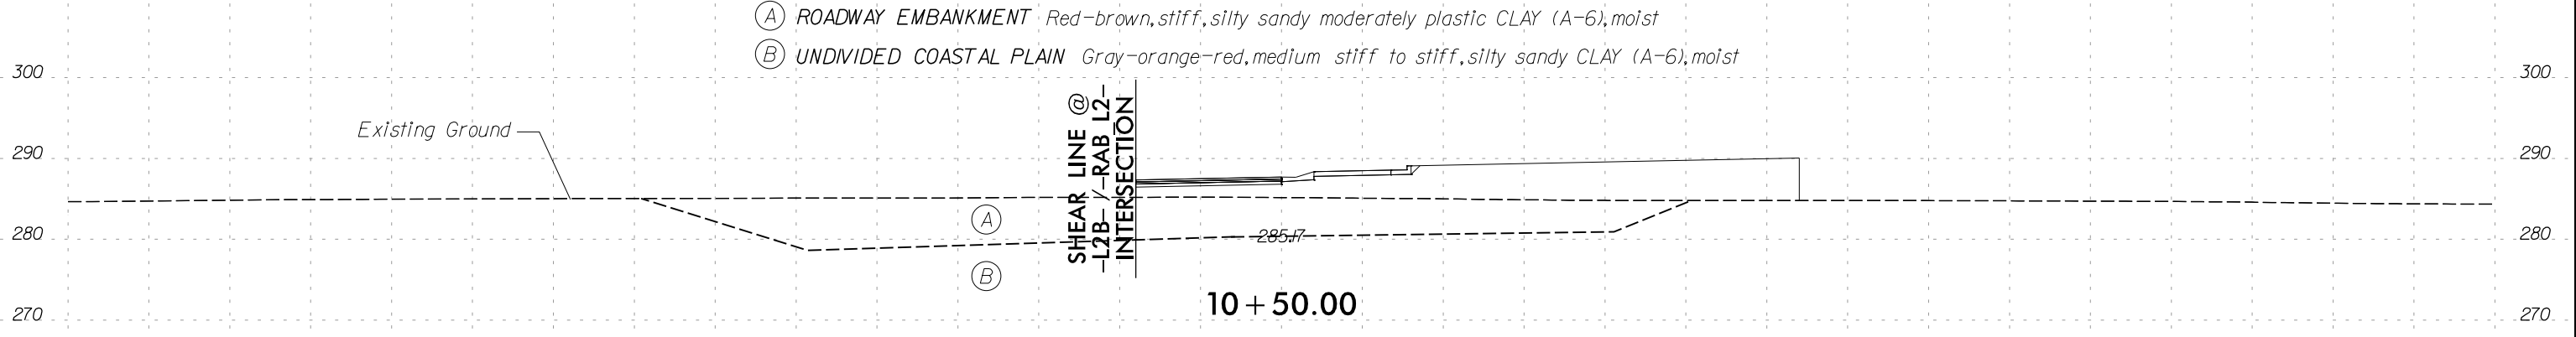 (A) ROADWAY EMBANKMENT Red-brown,stiff,silty sandy moderately plastic CLAY (A-6),moist
(B) UNDIVIDED COASTAL PLAIN Gray-orange-red,medium stiff to stiff,silty sandy CLAY (A-6),moist
300 300
SHEAR LINE @
-L2B- /-RAB_L2-
INTERSECTION
Existing Ground
290 290
A
280 285.17 280
B
10+50.00
270 270